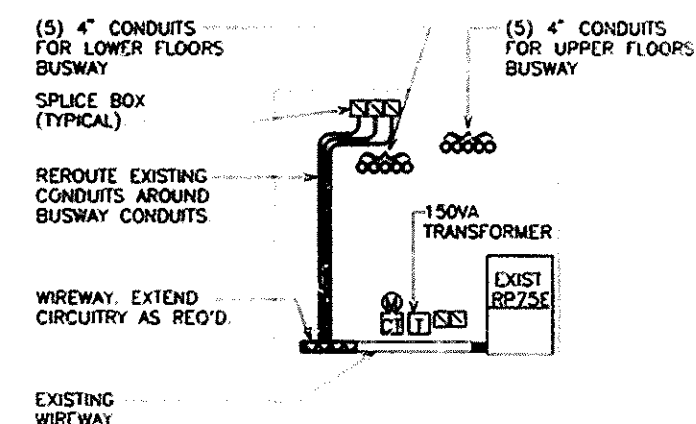 (5) 4" CONDUITS
FOR LOWER FLOORS
BUSWAY
(5) 4" CONDUITS
FOR UPPER FLOORS
BUSWAY
SPLICE BOX
(TYPICAL)
REROUTE EXISTING
CONDUITS AROUND
BUSWAY CONDUITS
150VA
TRANSFORMER
EXIST
RP75E
WIREWAY, EXTEND
CIRCUITRY AS REQ'D.
M
CT
T
EXISTING
WIREWAY